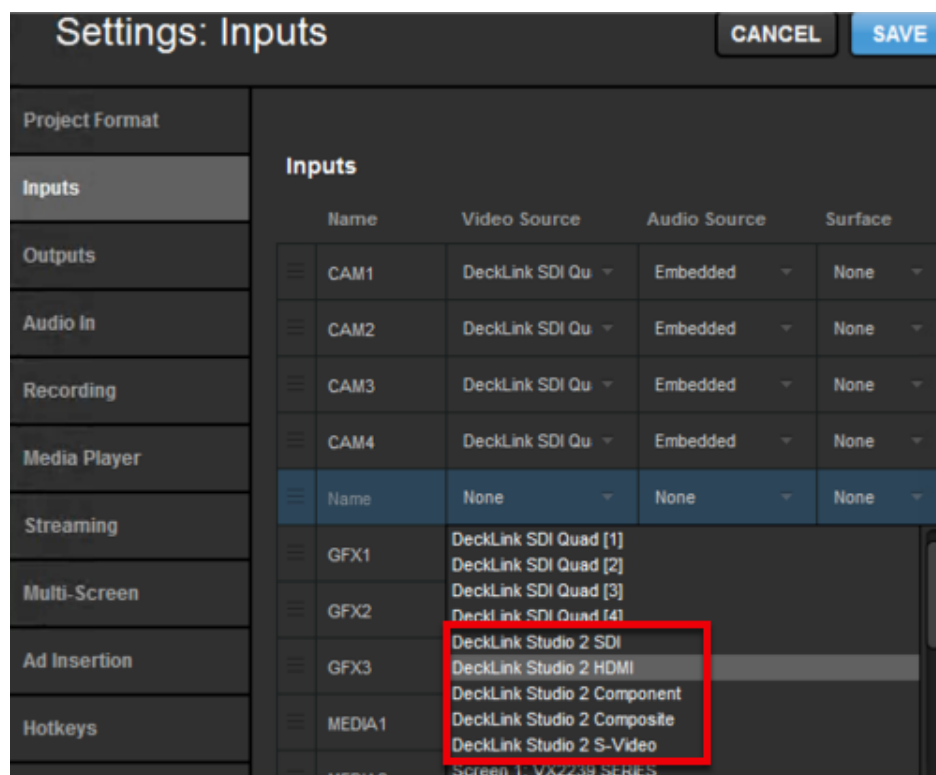 Settings: Inputs
CANCEL
SAVE
Project Format
Inputs
Outputs
Audio In
Recording
Media Player
Streaming
Multi-Screen
Ad Insertion
Hotkeys
Inputs
Name Video Source Audio Source Surface
CAM1 DeckLink SDI Qu Embedded None
CAM2 DeckLink SDI Qu Embedded None
CAM3 DeckLink SDI Qu Embedded None
CAM4 DeckLink SDI Qu Embedded None
Name None None None
GFX1
GFX2
GFX3
MEDIA1
DeckLink SDI Quad [1]
DeckLink SDI Quad [2]
DeckLink SDI Quad [3]
DeckLink SDI Quad [4]
DeckLink Studio 2 SDI
DeckLink Studio 2 HDMI
DeckLink Studio 2 Component
DeckLink Studio 2 Composite
DeckLink Studio 2 S-Video
Screen 1: VX2239 SERIES